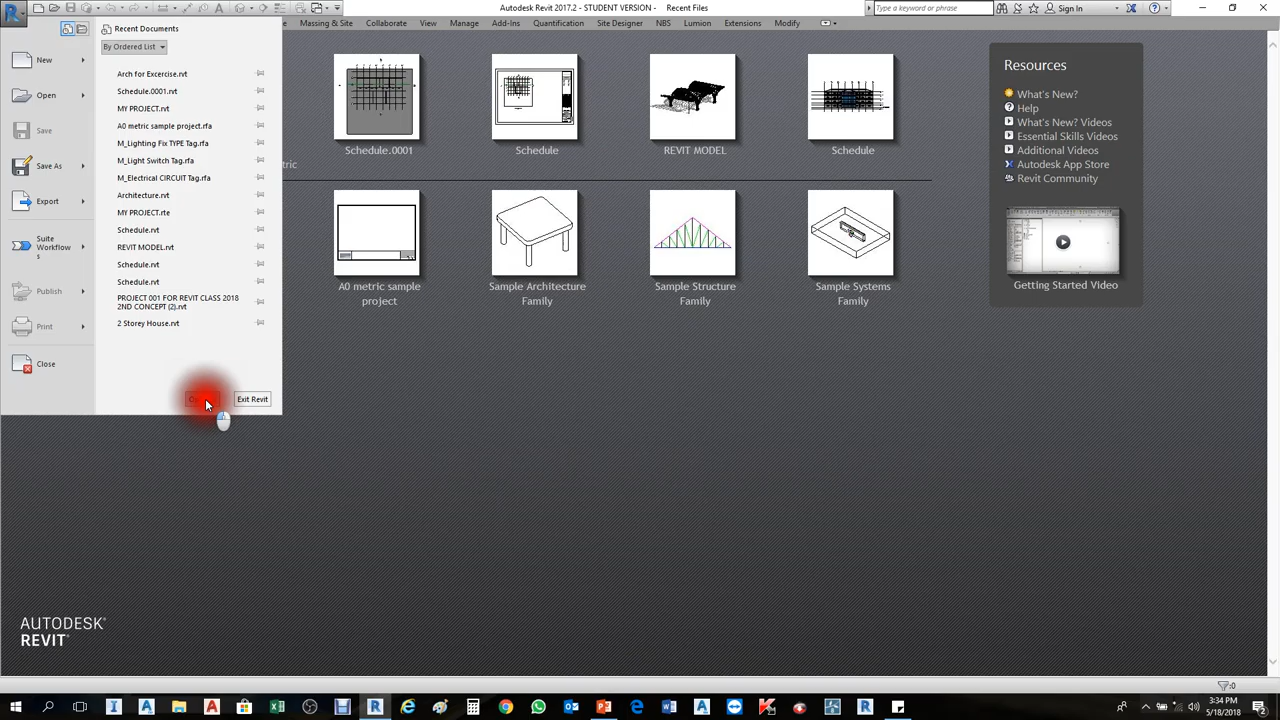 Autodesk Revit 2017.2 - STUDENT VERSION - Recent Files
Type a keyword or phrase
Sign In
Massing & Site
Collaborate
View
Manage
Add-Ins
Quantification
Site Designer
NBS
Lumion
Extensions
Modify
Recent Documents
By Ordered List
New
Open
Save
Save As
Export
Suite
Workflow
s
Publish
Print
Close
Arch for Excercise.rvt
Schedule.0001.rvt
MY PROJECT.rvt
A0 metric sample project.rfa
M_Lighting Fix TYPE Tag.rfa
M_Light Switch Tag.rfa
M_Electrical CIRCUIT Tag.rfa
Architecture.rvt
MY PROJECT.rte
Schedule.rvt
REVIT MODEL.rvt
Schedule.rvt
Schedule.rvt
PROJECT 001 FOR REVIT CLASS 2018
2ND CONCEPT (2).rvt
2 Storey House.rvt
Exit Revit
Schedule.0001
Schedule
REVIT MODEL
Schedule
tric
A0 metric sample
project
Sample Architecture
Family
Sample Structure
Family
Sample Systems
Family
Resources
What's New?
Help
What's New? Videos
Essential Skills Videos
Additional Videos
Autodesk App Store
Revit Community
Getting Started Video
AUTODESK®
REVIT®
:0
3:34 PM
5/18/2018